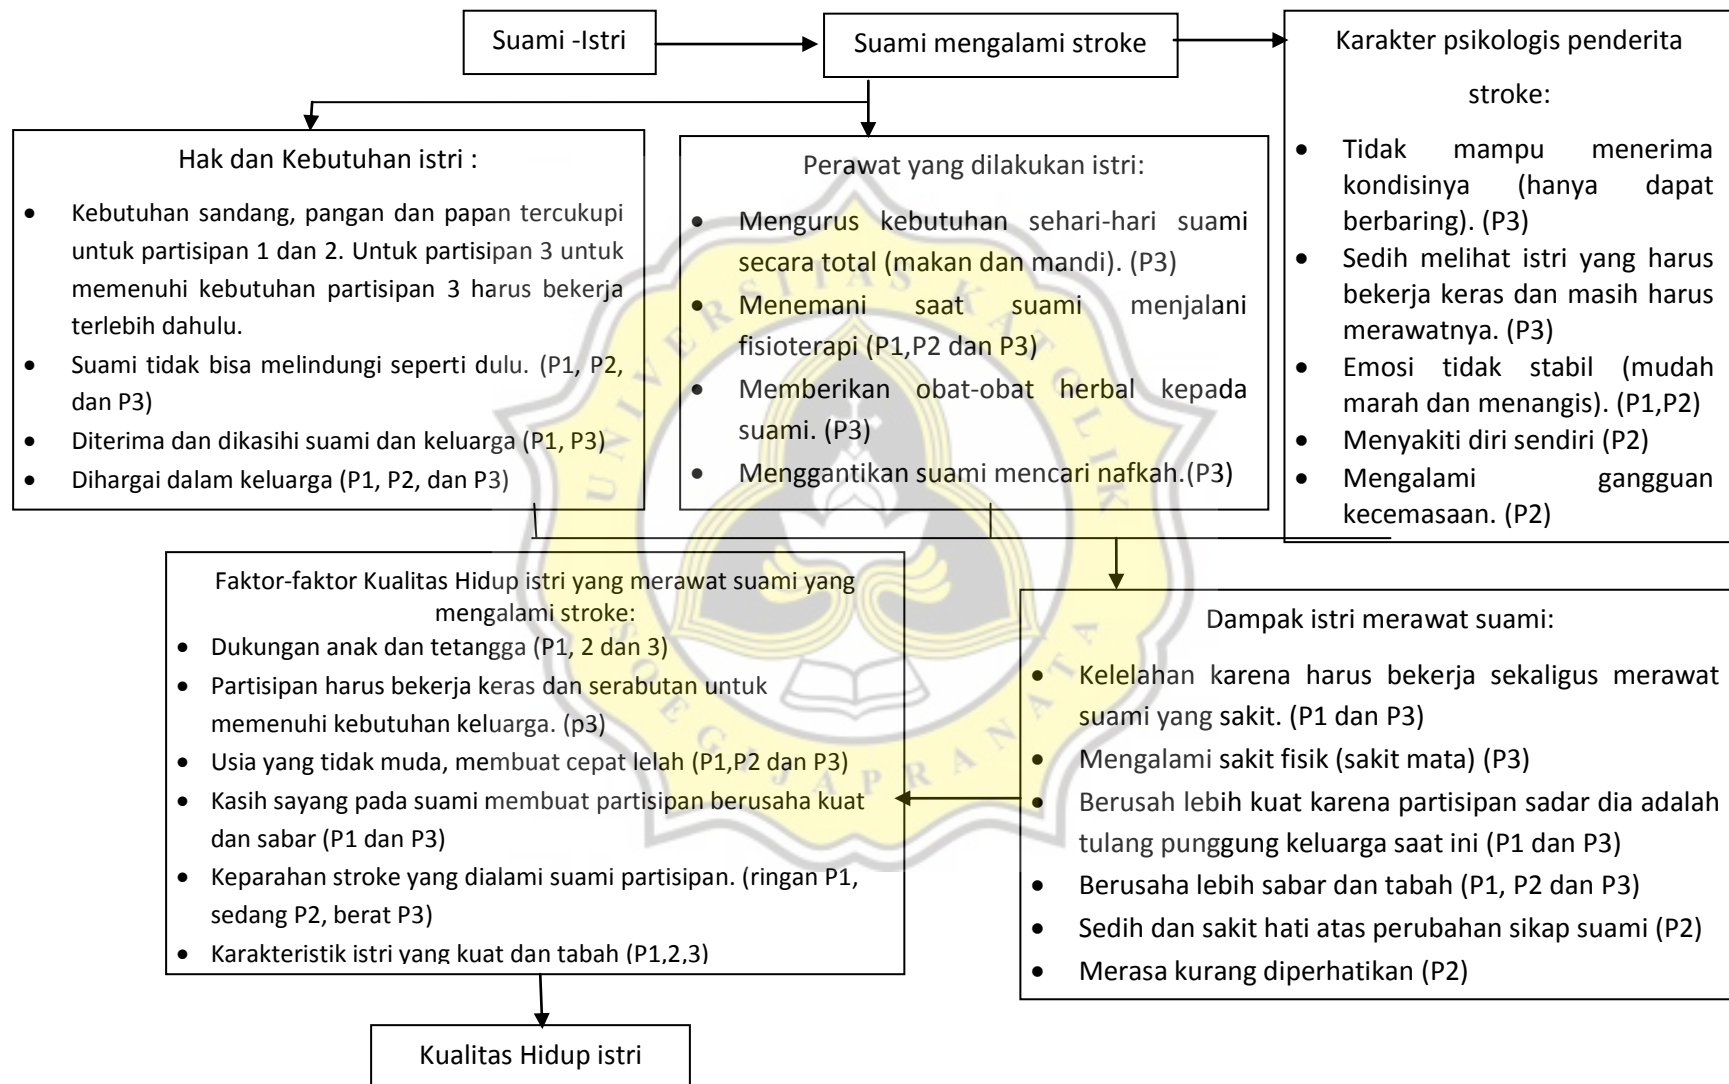 Suami -Istri
Suami mengalami stroke
Karakter psikologis penderita
stroke:
• Tidak mampu menerima
kondisinya (hanya dapat
berbaring). (P3)
• Sedih melihat istri yang harus
bekerja keras dan masih harus
merawatnya. (P3)
• Emosi tidak stabil (mudah
marah dan menangis). (P1,P2)
• Menyakiti diri sendiri (P2)
• Mengalami gangguan
kecemasaan. (P2)
Hak dan Kebutuhan istri :
• Kebutuhan sandang, pangan dan papan tercukupi
untuk partisipan 1 dan 2. Untuk partisipan 3 untuk
memenuhi kebutuhan partisipan 3 harus bekerja
terlebih dahulu.
• Suami tidak bisa melindungi seperti dulu. (P1, P2,
dan P3)
• Diterima dan dikasihi suami dan keluarga (P1, P3)
• Dihargai dalam keluarga (P1, P2, dan P3)
Perawat yang dilakukan istri:
• Mengurus kebutuhan sehari-hari suami
secara total (makan dan mandi). (P3)
• Menemani saat suami menjalani
fisioterapi (P1,P2 dan P3)
• Memberikan obat-obat herbal kepada
suami. (P3)
• Menggantikan suami mencari nafkah.(P3)
Faktor-faktor Kualitas Hidup istri yang merawat suami yang
mengalami stroke:
• Dukungan anak dan tetangga (P1, 2 dan 3)
• Partisipan harus bekerja keras dan serabutan untuk
memenuhi kebutuhan keluarga. (p3)
• Usia yang tidak muda, membuat cepat lelah (P1,P2 dan P3)
• Kasih sayang pada suami membuat partisipan berusaha kuat
dan sabar (P1 dan P3)
• Keparahan stroke yang dialami suami partisipan. (ringan P1,
sedang P2, berat P3)
• Karakteristik istri yang kuat dan tabah (P1,2,3)
Dampak istri merawat suami:
• Kelelahan karena harus bekerja sekaligus merawat
suami yang sakit. (P1 dan P3)
• Mengalami sakit fisik (sakit mata) (P3)
• Berusah lebih kuat karena partisipan sadar dia adalah
tulang punggung keluarga saat ini (P1 dan P3)
• Berusaha lebih sabar dan tabah (P1, P2 dan P3)
• Sedih dan sakit hati atas perubahan sikap suami (P2)
• Merasa kurang diperhatikan (P2)
Kualitas Hidup istri
UNIVERSITAS KATOLIK
SOEGIJAPRANATA